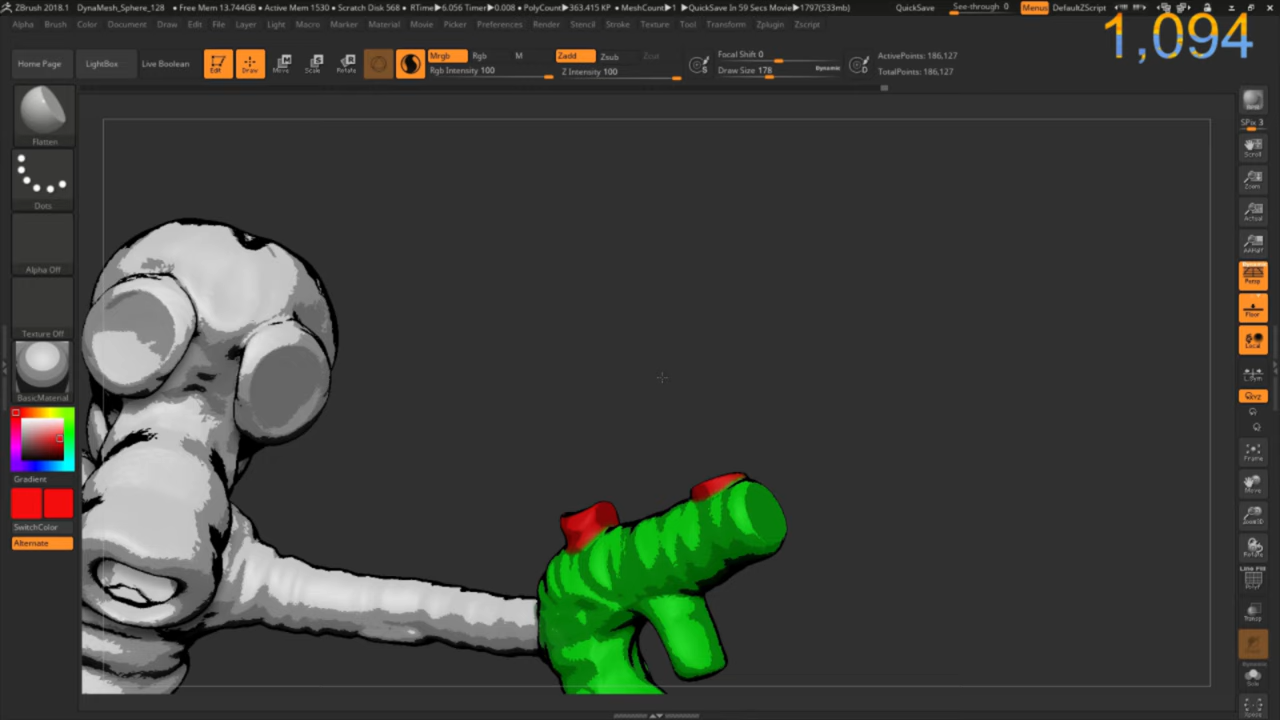 ZBrush 2018.1 DynaMesh_Sphere_128 ● Free Mem 13.744GB ● Active Mem 1530 ● Scratch Disk 568 ● RTime▶6.056 Timer▶0.008 ● PolyCount▶363.415 KP ● MeshCount▶1 ▶QuickSave In 59 Secs Movie▶1797(533mb) QuickSave See-through 0 Menus DefaultZScript
Alpha Brush Color Document Draw Edit File Layer Light Macro Marker Material Movie Picker Preferences Render Stencil Stroke Texture Tool Transform Zplugin Zscript
1,094
Home Page LightBox Live Boolean Edit Draw Move Scale Rotate
Mrgb Rgb M Zadd Zsub
Rgb Intensity 100 Z Intensity 100
Focal Shift 0
Draw Size 178 Dynamic
ActivePoints: 186,127
TotalPoints: 186,127
Flatten
Dots
Alpha Off
Texture Off
BasicMaterial
Gradient
SwitchColor
Alternate
SPix 3
Scroll
Zoom
Actual
AAHalf
Persp
Floor
Local
L.Sym
Frame
Move
Rotate
Line Fill
PolyF
Transp
Solo
Xpose